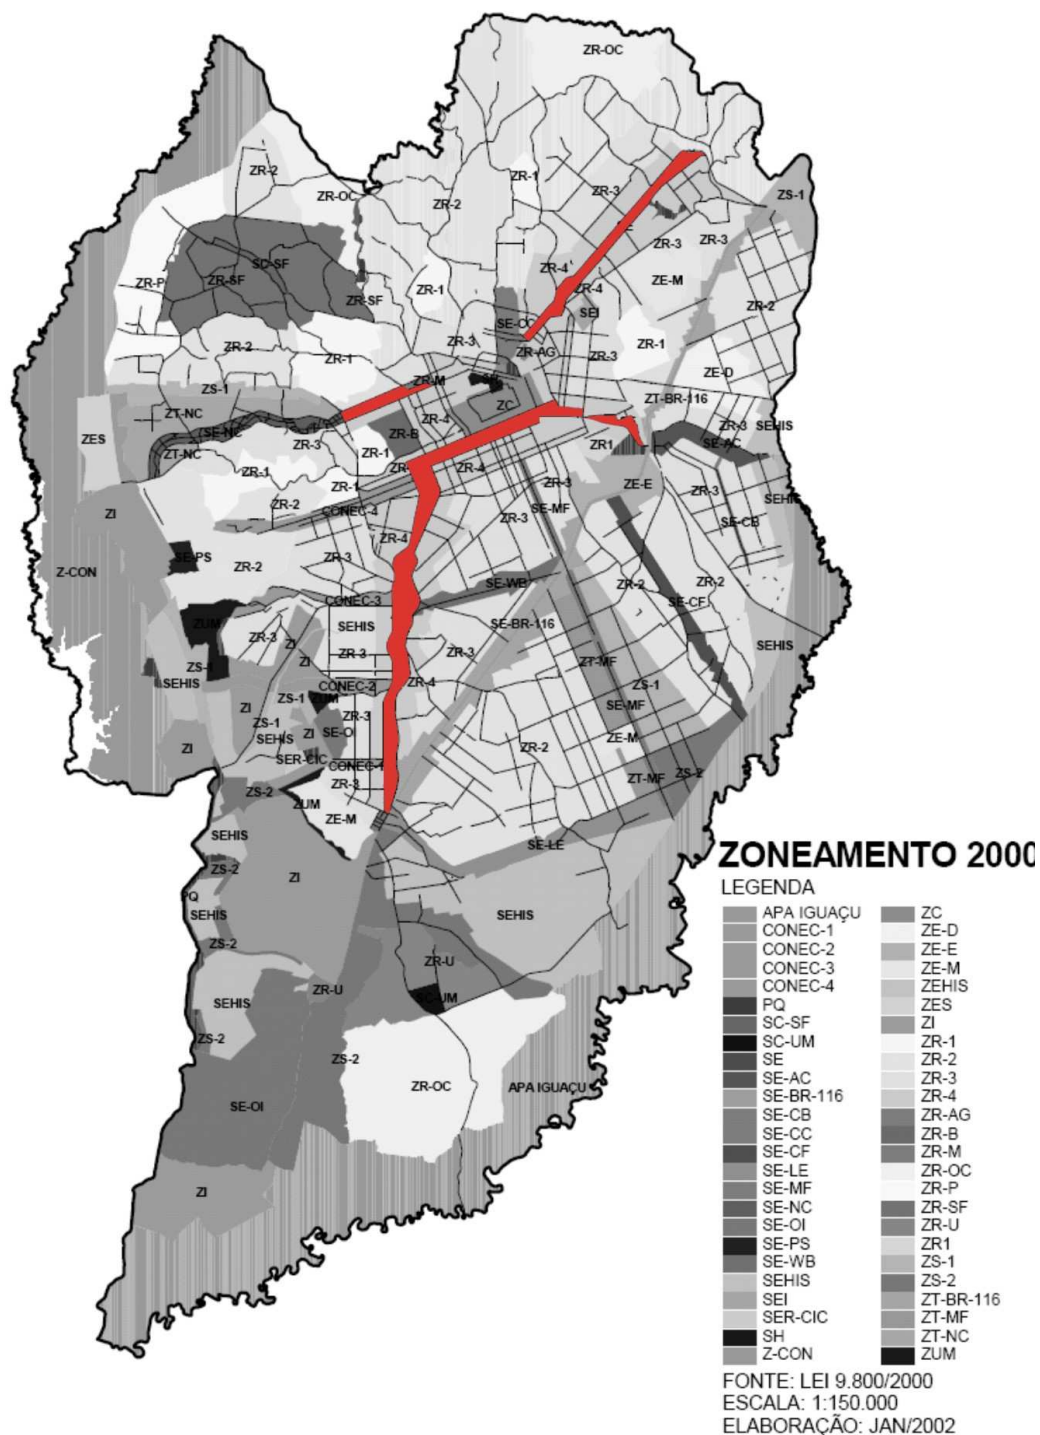 ZR-OC
ZR-2
ZR-1
ZS-1
ZR-OC
ZR-2
ZR-3
ZR-3
ZR-3
SC-SF
ZR-P
ZR-SF
ZR-SF
ZR-1
ZR-4
ZR-4
ZE-M
SEI
ZR-2
SE-CC
ZR-2
ZR-1
ZR-3
ZR-AG
ZR-3
ZR-1
ZE-D
ZS-1
ZR-M
ZC
ZT-BR-116
ZT-NC
SE-NC
ZR-4
ZR-3
SEHIS
ZES
ZT-NC
ZR-3
ZR-B
ZR1
SE-AC
ZR-1
ZR-1
ZR-4
ZR-1
ZR-3
ZE-E
ZR-3
SEHIS
ZI
ZR-2
CONEC-4
ZR-3
SE-MF
SE-CB
ZR-4
SE-PS
ZR-3
Z-CON
ZR-2
SE-WB
ZR-2
ZR-2
CONEC-3
SE-CF
ZUM
SEHIS
SE-BR-116
ZR-3
ZI
ZI
ZR-3
ZR-3
SEHIS
ZS-1
ZT-MF
SEHIS
CONEC-2
ZR-4
ZS-1
ZS-1
ZUM
ZI
ZR-3
SE-MF
ZS-1
SE-OI
ZI
SEHIS
ZE-M
ZI
ZR-2
SER-CIC
CONEC-1
ZT-MF
ZS-2
ZR-3
ZS-2
ZUM
ZE-M
SEHIS
SE-LE
ZS-2
ZI
PQ
SEHIS
SEHIS
ZS-2
ZR-U
ZR-U
SC-UM
SEHIS
ZS-2
ZS-2
ZR-OC
APA IGUAÇU
SE-OI
ZI
ZONEAMENTO 2000
LEGENDA
APA IGUAÇU
CONEC-1
CONEC-2
CONEC-3
CONEC-4
PQ
SC-SF
SC-UM
SE
SE-AC
SE-BR-116
SE-CB
SE-CC
SE-CF
SE-LE
SE-MF
SE-NC
SE-OI
SE-PS
SE-WB
SEHIS
SEI
SER-CIC
SH
Z-CON
ZC
ZE-D
ZE-E
ZE-M
ZEHIS
ZES
ZI
ZR-1
ZR-2
ZR-3
ZR-4
ZR-AG
ZR-B
ZR-M
ZR-OC
ZR-P
ZR-SF
ZR-U
ZR1
ZS-1
ZS-2
ZT-BR-116
ZT-MF
ZT-NC
ZUM
FONTE: LEI 9.800/2000
ESCALA: 1:150.000
ELABORAÇÃO: JAN/2002